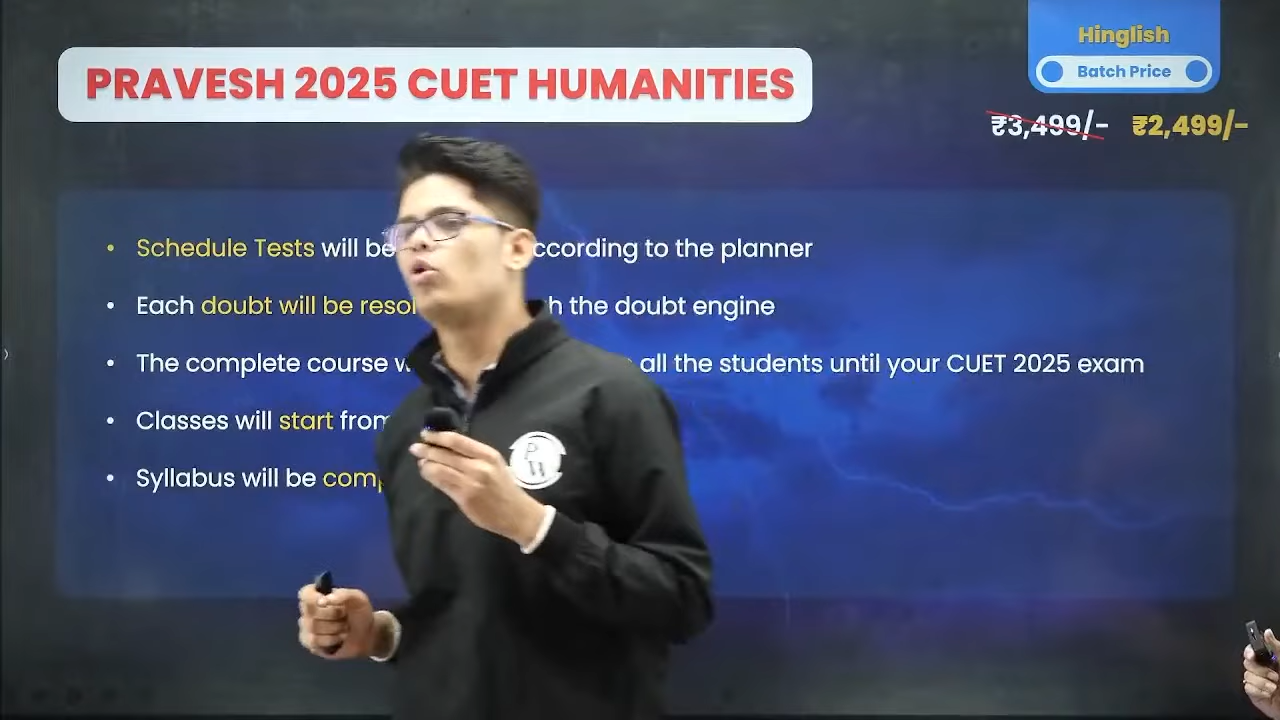 Hinglish
PRAVESH 2025 CUET HUMANITIES
Batch Price
₹3,499/- ₹2,499/-
Schedule Tests will be ccording to the planner
Each doubt will be the doubt engine
The complete course all the students until your CUET 2025 exam
Classes will start from
Syllabus will be
P
W